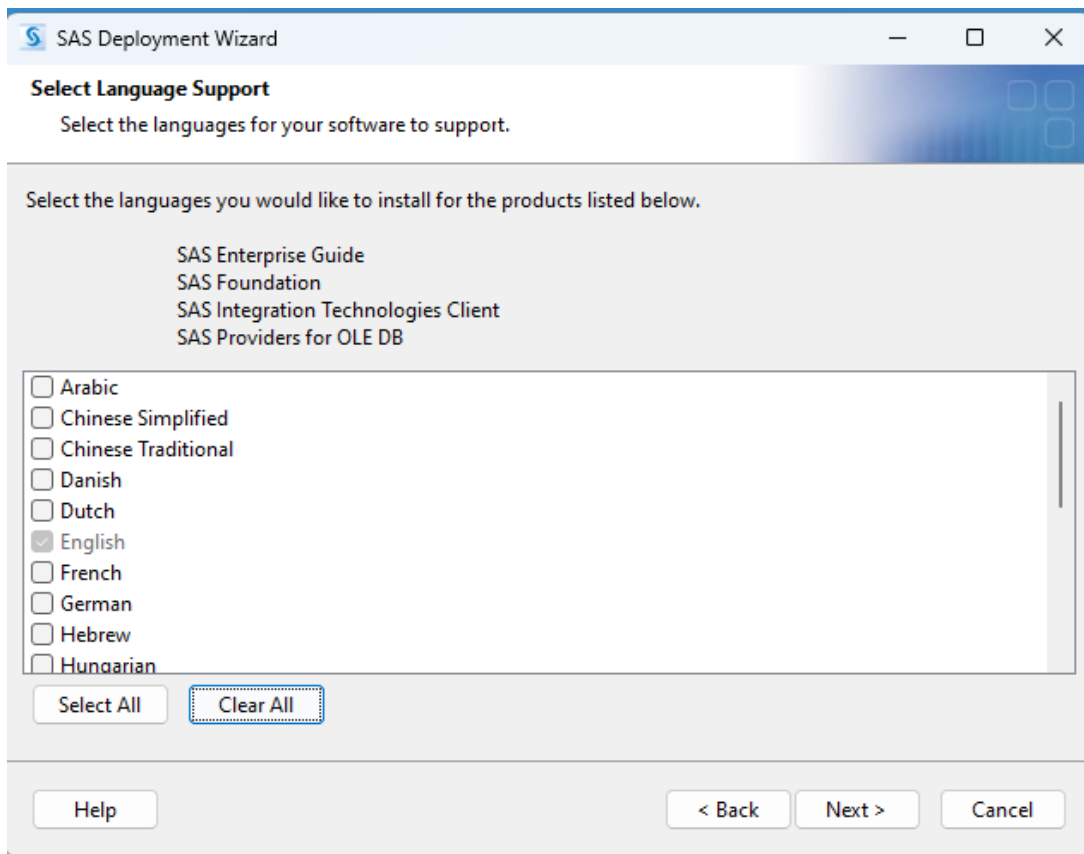 SAS Deployment Wizard
Select Language Support
Select the languages for your software to support.
Select the languages you would like to install for the products listed below.
SAS Enterprise Guide
SAS Foundation
SAS Integration Technologies Client
SAS Providers for OLE DB
Arabic
Chinese Simplified
Chinese Traditional
Danish
Dutch
English
French
German
Hebrew
Hungarian
Select All Clear All
Help < Back Next > Cancel